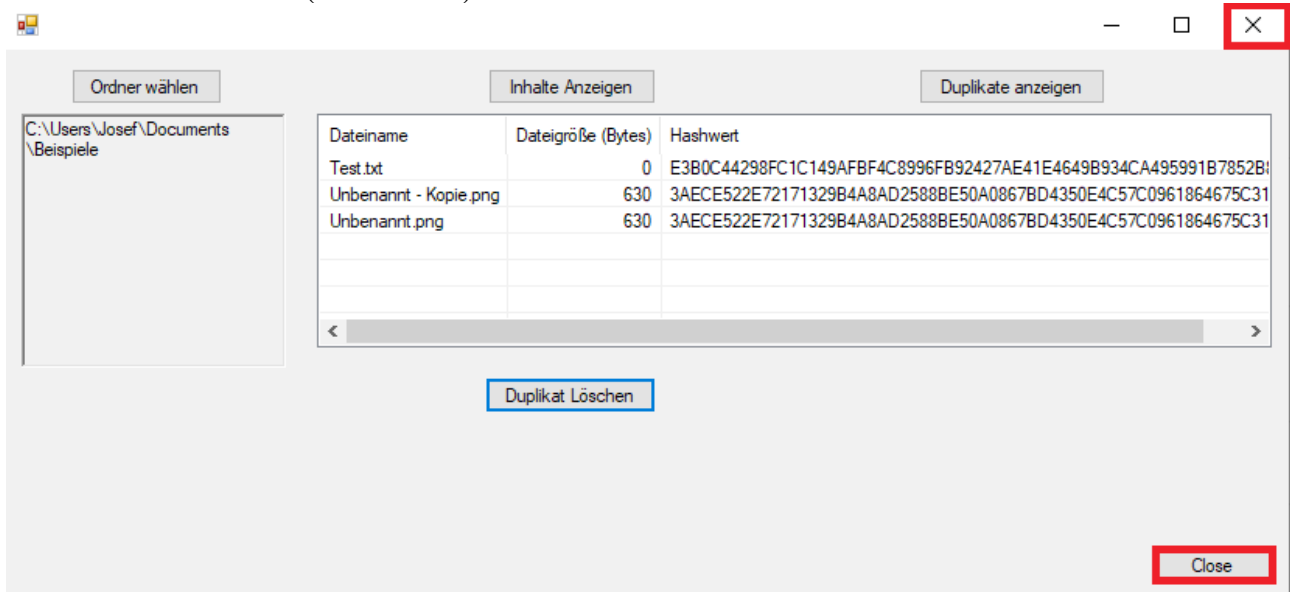 Ordner wählen
Inhalte Anzeigen
Duplikate anzeigen
C:\Users\Josef\Documents
\Beispiele
Dateiname Dateigröße (Bytes) Hashwert
Test.txt 0 E3B0C44298FC1C149AFBF4C8996FB92427AE41E4649B934CA495991B7852B8
Unbenannt - Kopie.png 630 3AECE522E72171329B4A8AD2588BE50A0867BD4350E4C57C0961864675C31
Unbenannt.png 630 3AECE522E72171329B4A8AD2588BE50A0867BD4350E4C57C0961864675C31
Duplikat Löschen
Close